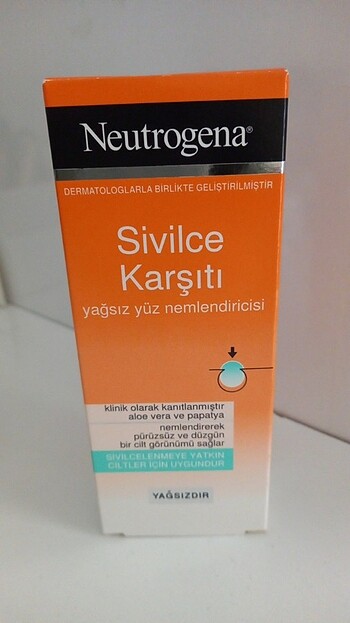 Neutrogena®
DERMATOLOGLARLA BİRLİKTE GELİŞTİRİLMİŞTİR
Sivilce
Karşıtı
yağsız yüz nemlendiricisi
klinik olarak kanıtlanmıştır
aloe vera ve papatya
nemlendirerek
pürüzsüz ve düzgün
bir cilt görünümü sağlar
SİVİLCELENMEYE YATKIN
CİLTLER İÇİN UYGUNDUR
YAĞSIZDIR